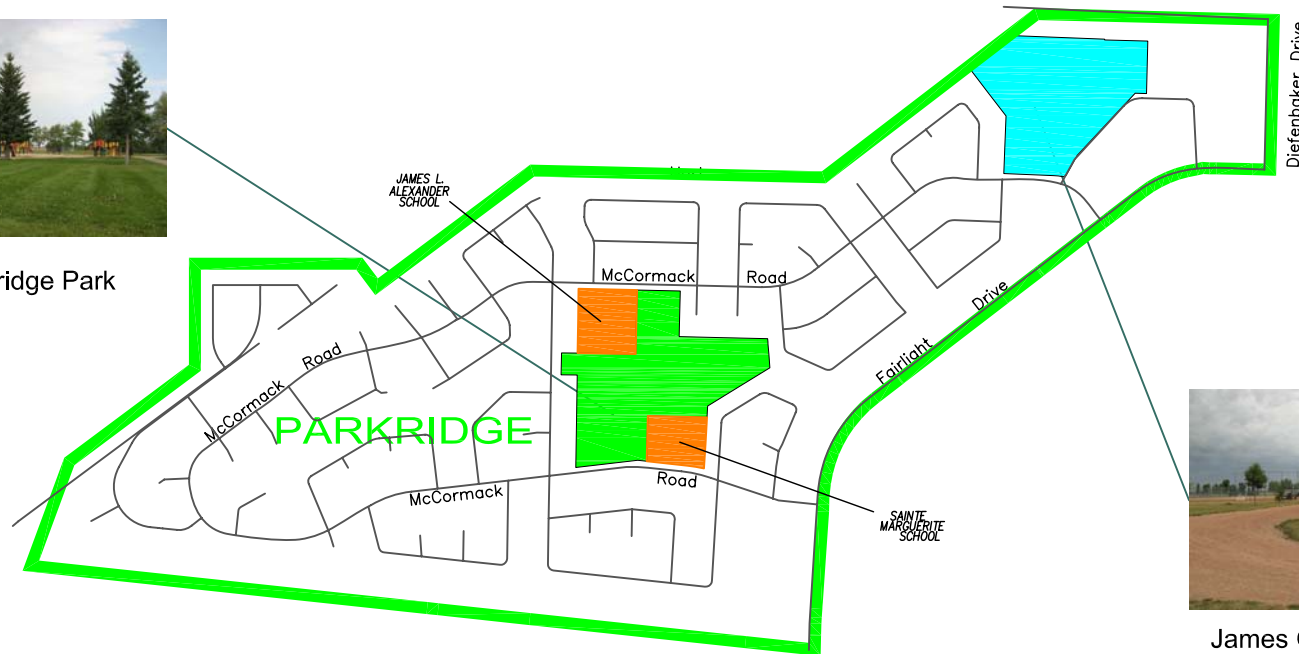 Diefenbaker Drive
JAMES L.
ALEXANDER
SCHOOL
ridge Park
McCormack
Road
Drive
Fairlight
Road
McCormack
PARKRIDGE
McCormack
Road
SAINTE
MARGUERITE
SCHOOL
James